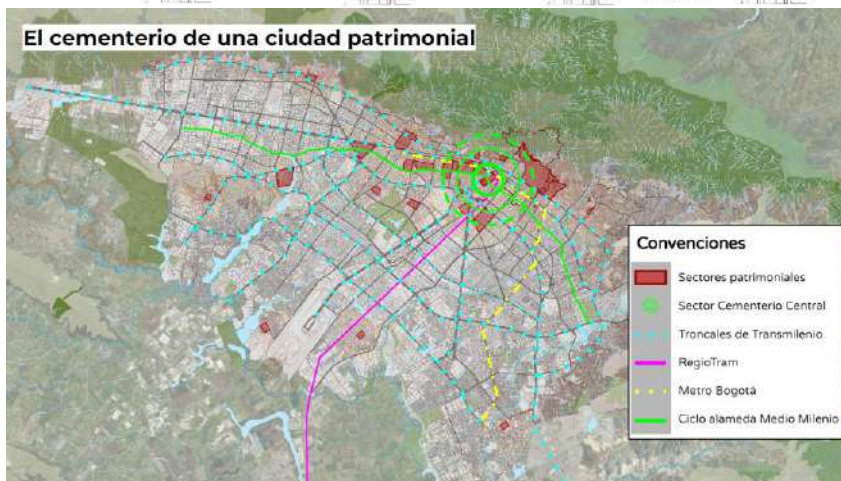 El cementerio de una ciudad patrimonial
Convenciones
Sectores patrimoniales
Sector Cementerio Central
Troncales de Transmilenio
RegioTram
Metro Bogotá
Ciclo alameda Medio Milenio